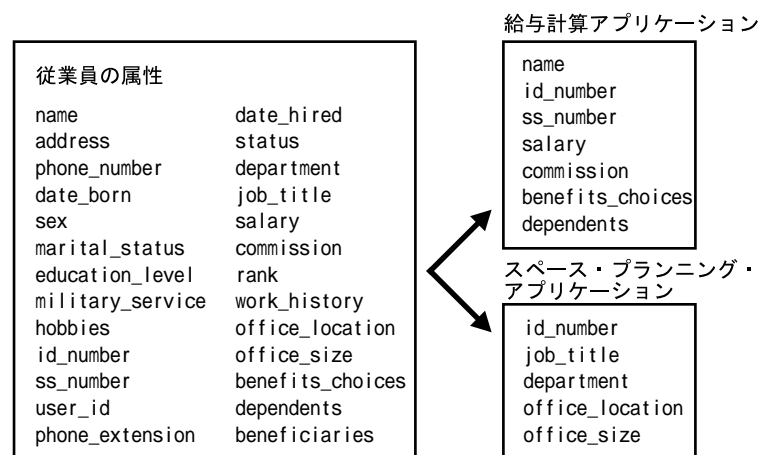 従業員の属性
name
address
phone_number
date_born
sex
marital_status
education_level
military_service
hobbies
id_number
ss_number
user_id
phone_extension
date_hired
status
department
job_title
salary
commission
rank
work_history
office_location
office_size
benefits_choices
dependents
beneficiaries
給与計算アプリケーション
name
id_number
ss_number
salary
commission
benefits_choices
dependents
スペース・プランニング・
アプリケーション
id_number
job_title
department
office_location
office_size